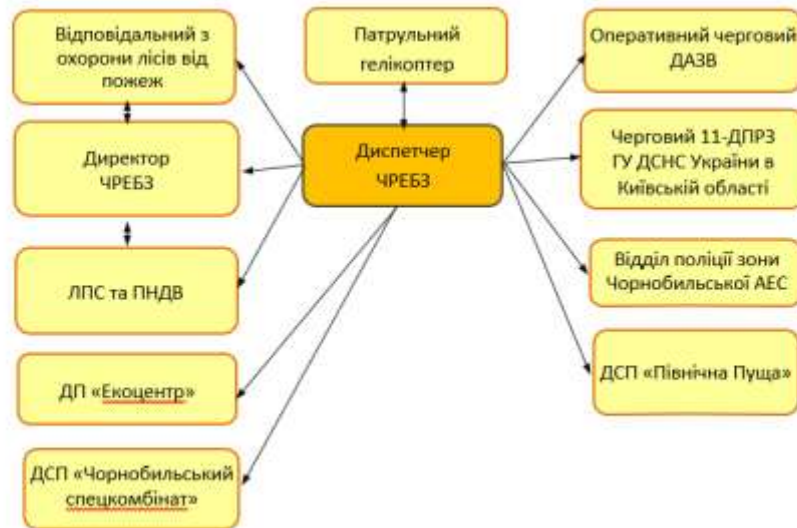 Відповідальний з
охорони лісів від
пожеж
Патрульний
гелікоптер
Оперативний черговий
ДАЗВ
Директор
ЧРЕБЗ
Диспетчер
ЧРЕБЗ
Черговий 11-ДПРЗ
ГУ ДСНС України в
Київській області
ЛПС та ПНДВ
Відділ поліції зони
Чорнобильської АЕС
ДП «Екоцентр»
ДСП «Північна Пуща»
ДСП «Чорнобильський
спецкомбінат»